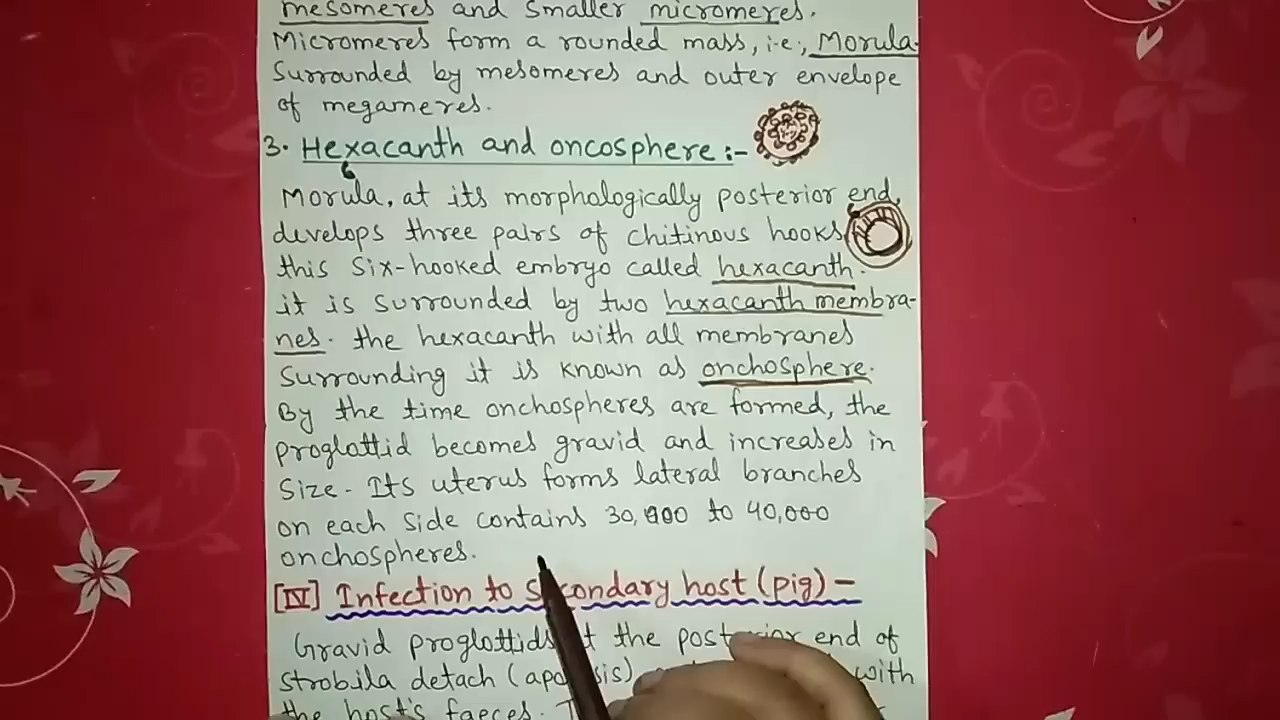 mesomeres and smaller micromeres.
Micromeres form a rounded mass, i.e., Morula.
Surrounded by mesomeres and outer envelope
of megameres.
3. Hexacanth and oncosphere :-
6
Morula, at its morphologically posterior end,
develops three pairs of chitinous hooks
this six-hooked embryo called hexacanth.
it is surrounded by two hexacanth membra-
nes. the hexacanth with all membranes
Surrounding it is known as onchosphere.
By the time onchospheres are formed, the
proglottid becomes gravid and increases in
Size. Its uterus forms lateral branches
on each side contains 30,000 to 40,000
onchospheres.
[IV] Infection to secondary host (pig) -
Gravid proglottids the end of
strobila detach with
the host's faeces.